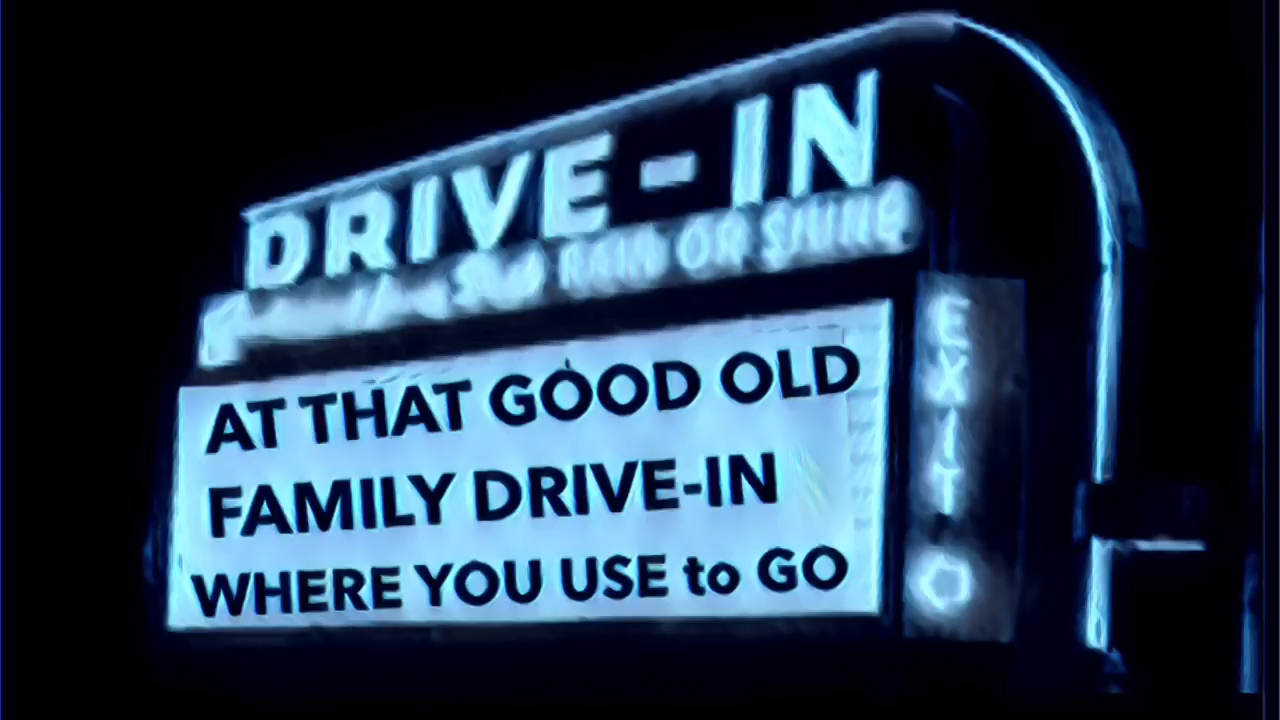 DRIVE-IN
RAIN OR SHINE
AT THAT GOOD OLD
FAMILY DRIVE-IN
WHERE YOU USE to GO
EXIT